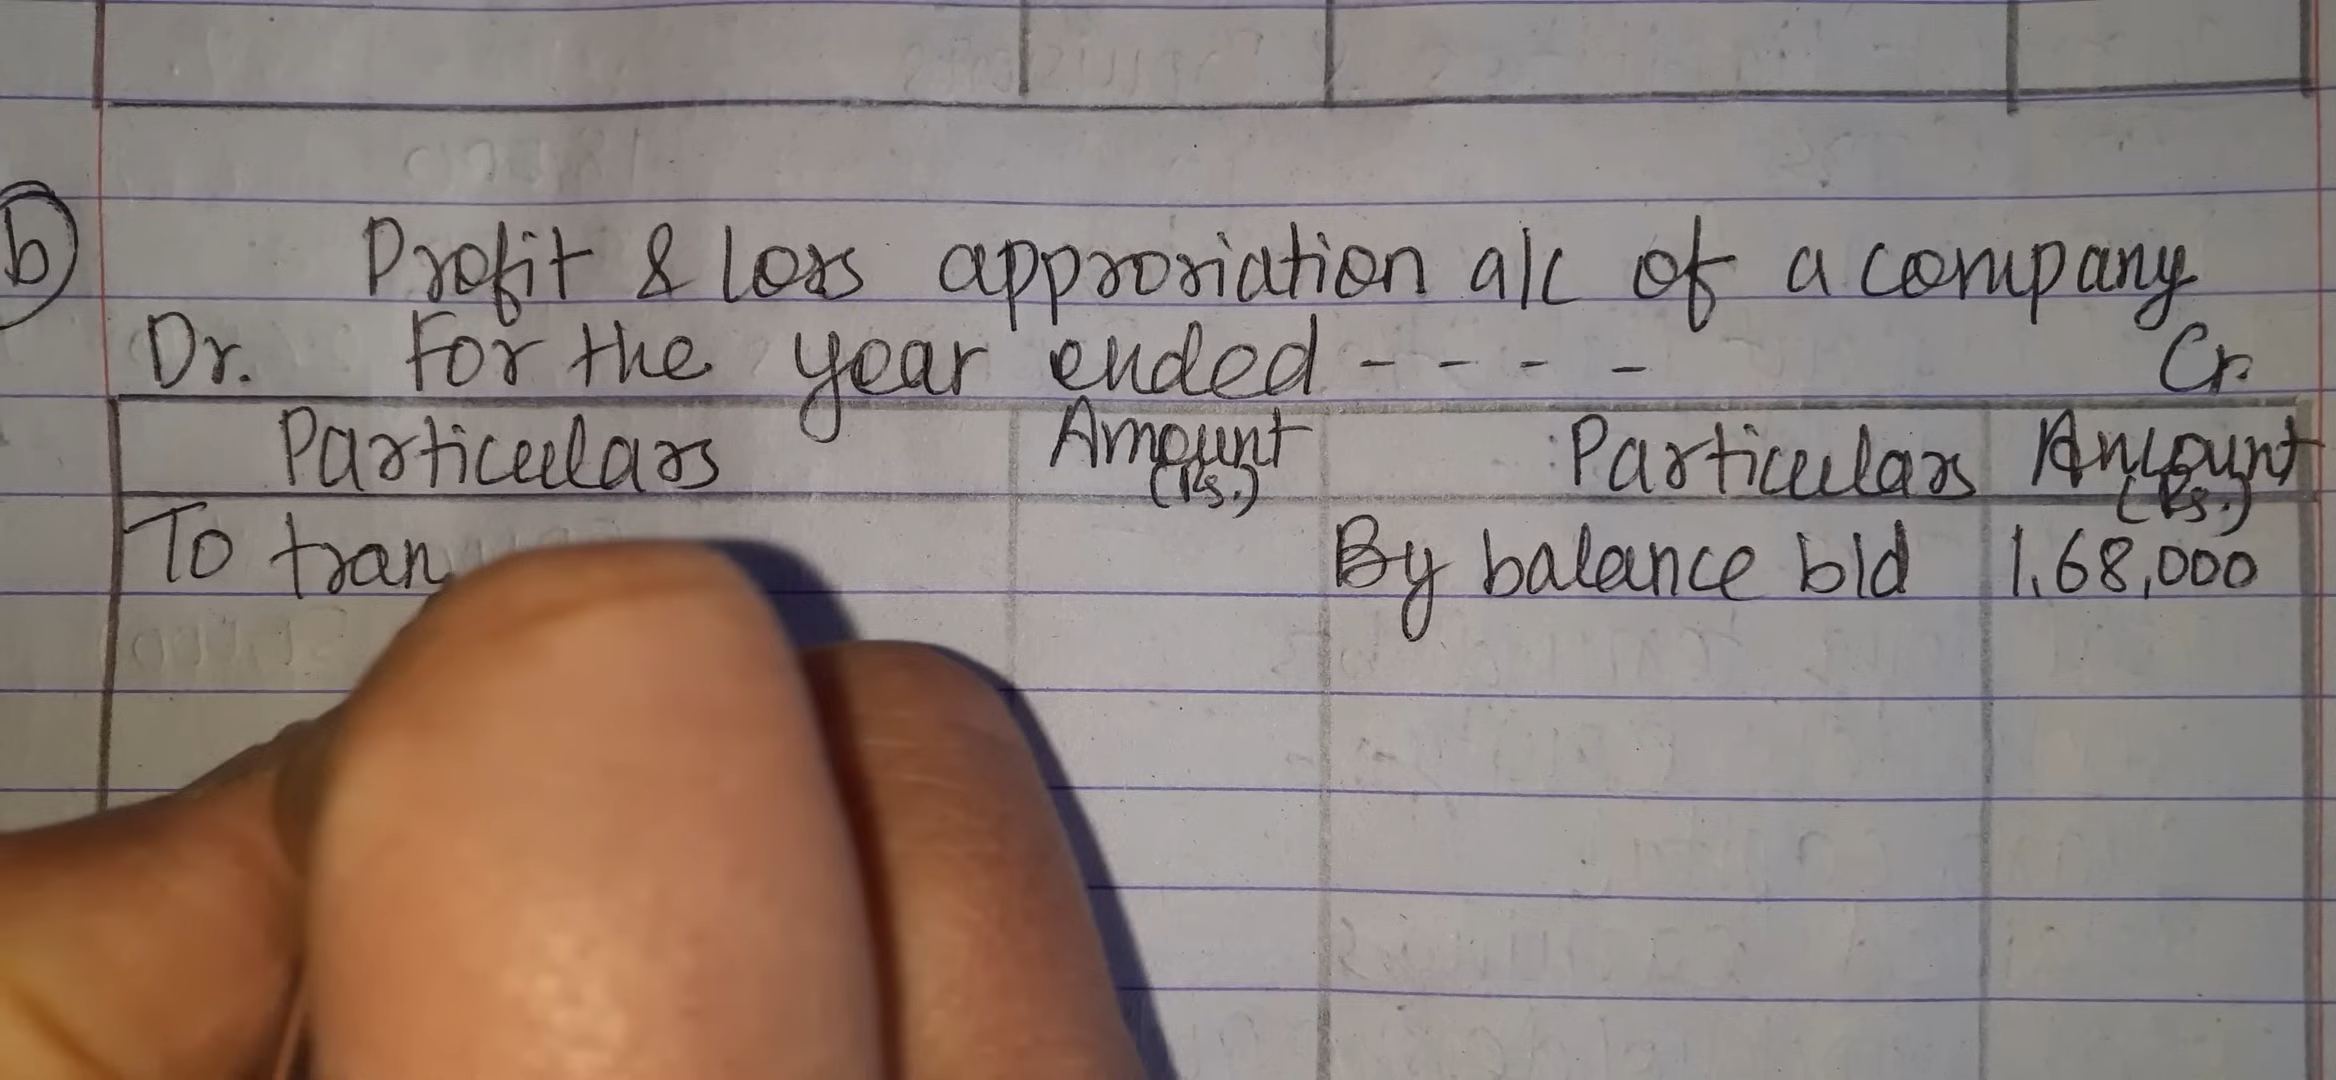 b
Profit & loss approriation a/c of a company
Dr. For the year ended - - - - Cr.
Particulars Amount (Rs.) Particulars Amount (Rs.)
To tran By balance b/d 1,68,000